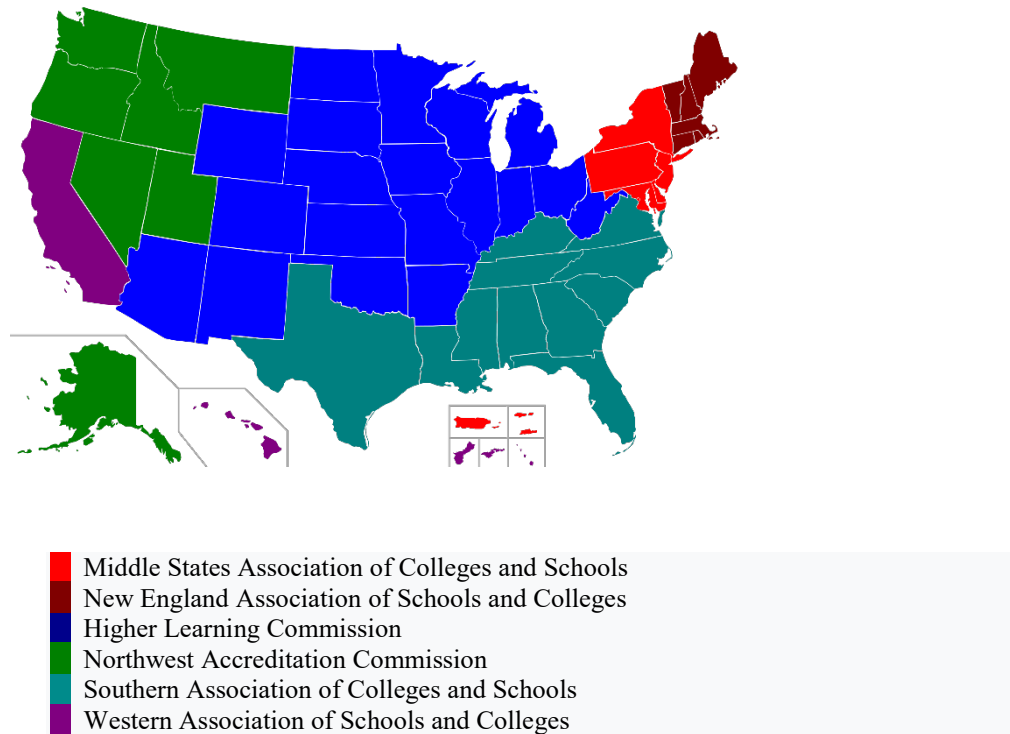 Middle States Association of Colleges and Schools
New England Association of Schools and Colleges
Higher Learning Commission
Northwest Accreditation Commission
Southern Association of Colleges and Schools
Western Association of Schools and Colleges